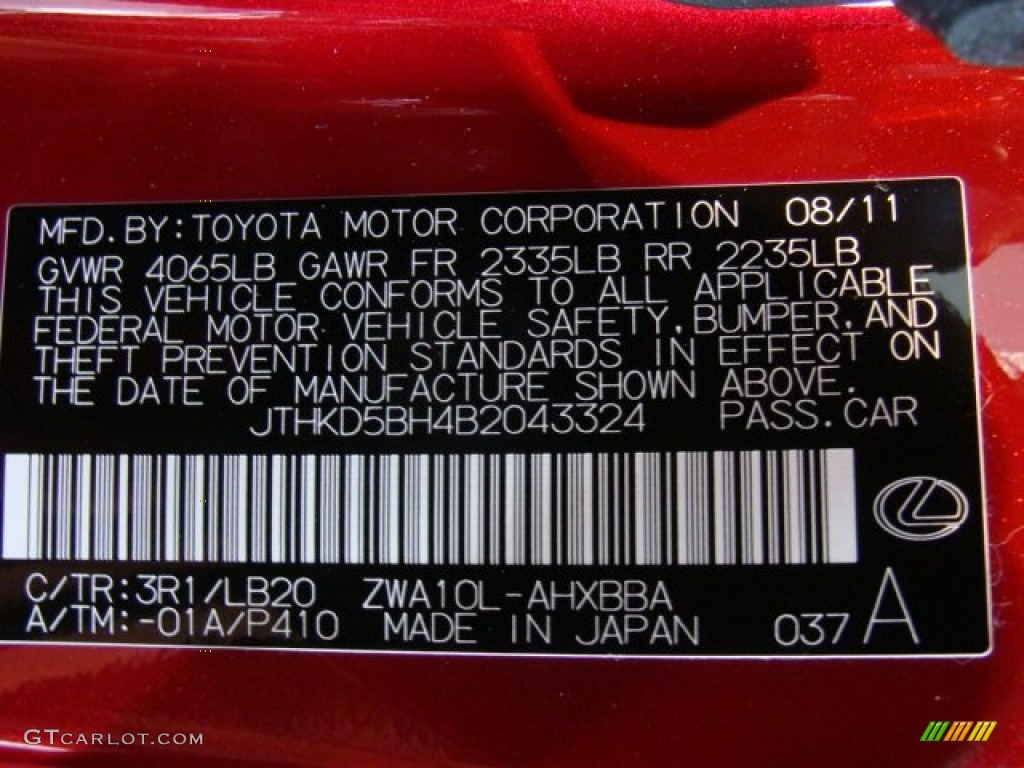 MFD. BY: TOYOTA MOTOR CORPORATION 08/11
GVWR 4065LB GAWR FR 2335LB RR 2235LB
THIS VEHICLE CONFORMS TO ALL APPLICABLE
FEDERAL MOTOR VEHICLE SAFETY, BUMPER, AND
THEFT PREVENTION STANDARDS IN EFFECT ON
THE DATE OF MANUFACTURE SHOWN ABOVE.
JTHKD5BH4B2043324 PASS. CAR
C/TR: 3R1/LB20 ZWA10L-AHXBBA
A/TM: -01A/P410 MADE IN JAPAN 037 A
GTCARLOT.COM